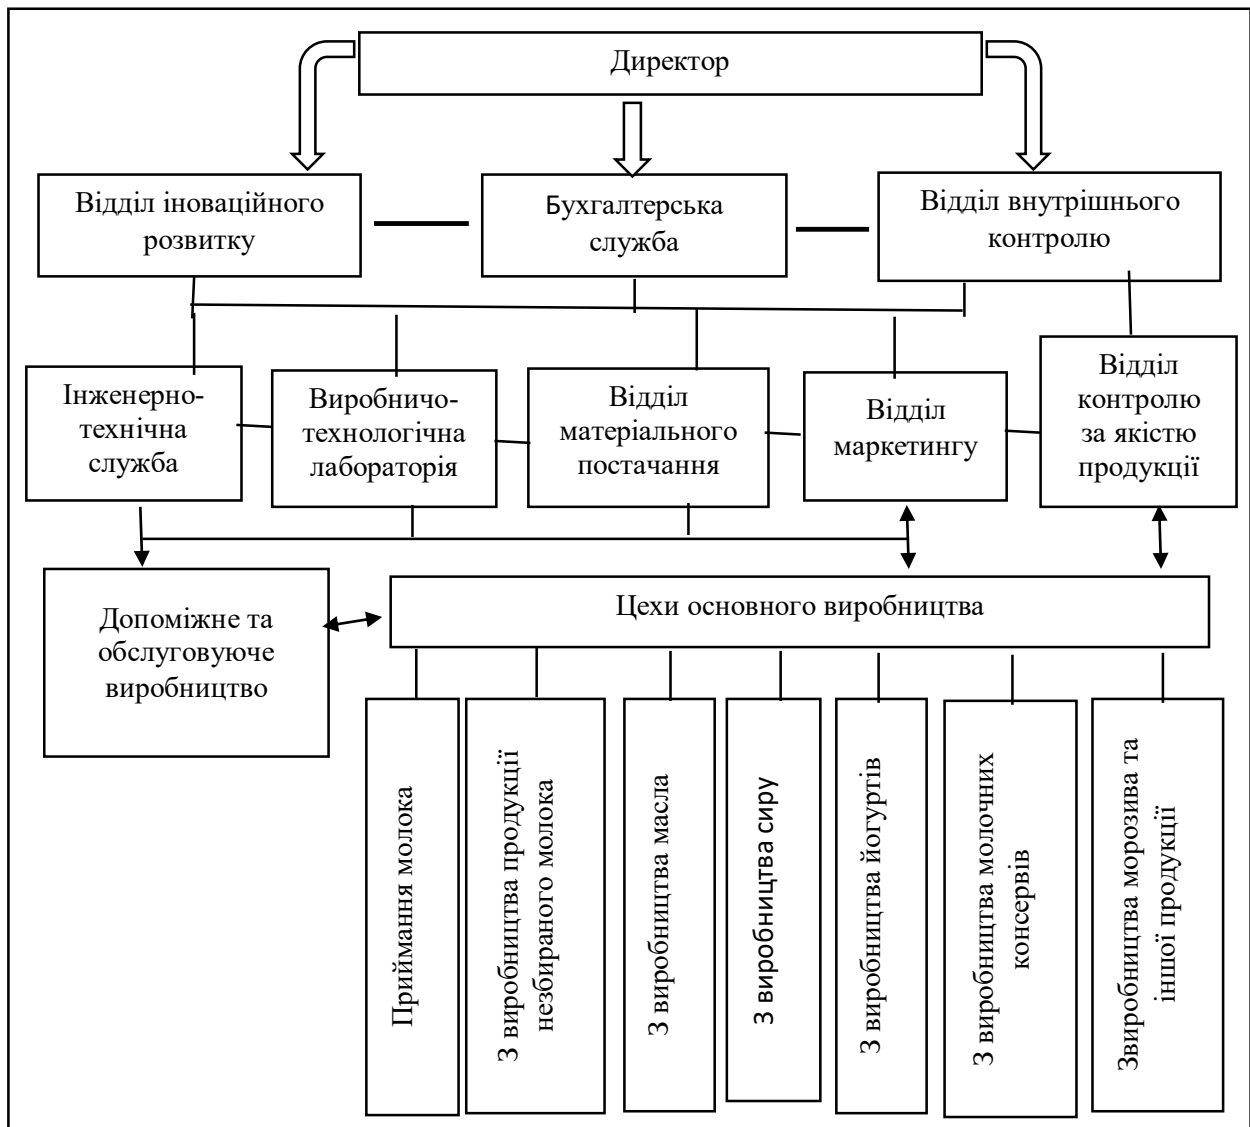 Директор
Відділ іноваційного
розвитку
Бухгалтерська
служба
Відділ внутрішнього
контролю
Інженерно-
технічна
служба
Виробничо-
технологічна
лабораторія
Відділ
матеріального
постачання
Відділ
маркетингу
Відділ
контролю
за якістю
продукції
Допоміжне та
обслуговуюче
виробництво
Цехи основного виробництва
Приймання молока
З виробництва продукції
незбираного молока
З виробництва масла
З виробництва сиру
З виробництва йогуртів
З виробництва молочних
консервів
Звиробництва морозива та
іншої продукції